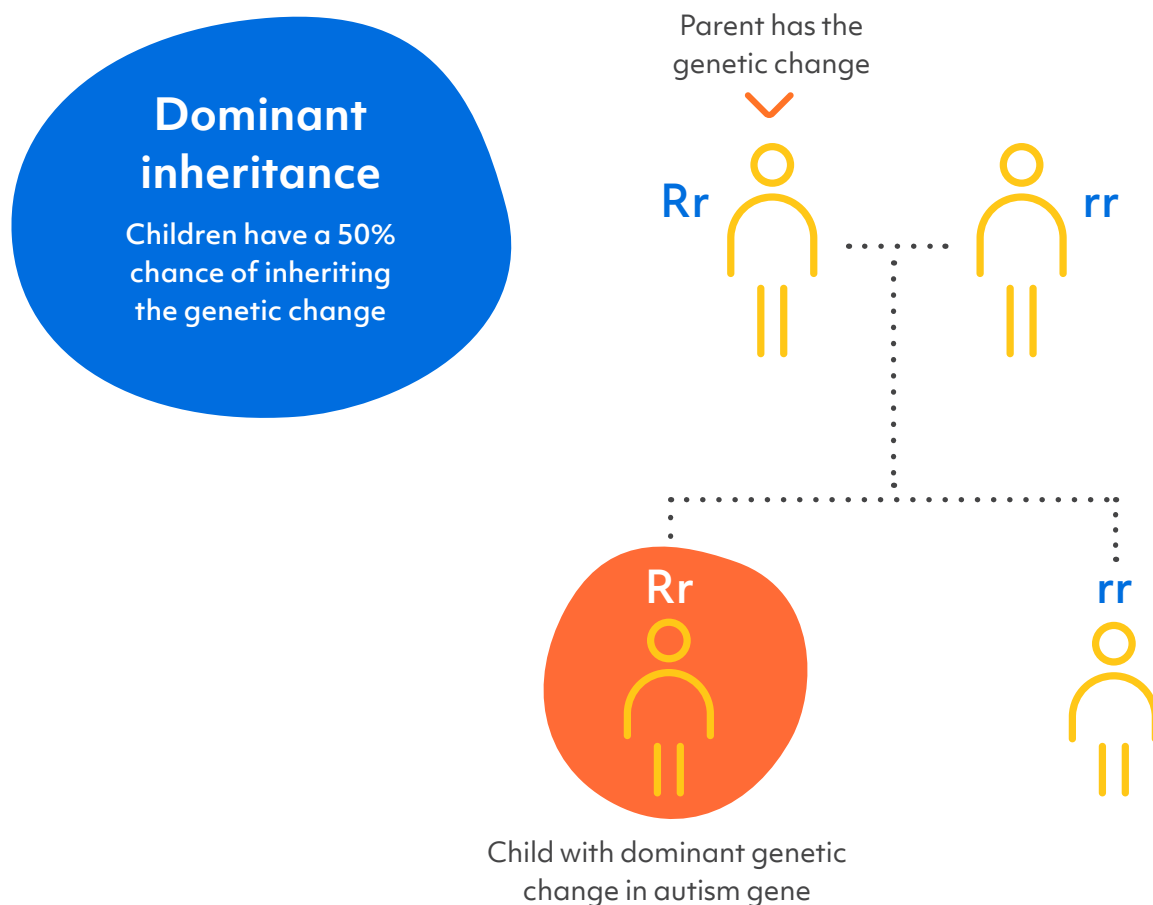 Dominant
inheritance
Children have a 50%
chance of inheriting
the genetic change
Parent has the
genetic change
Rr
rr
Rr
rr
Child with dominant genetic
change in autism gene